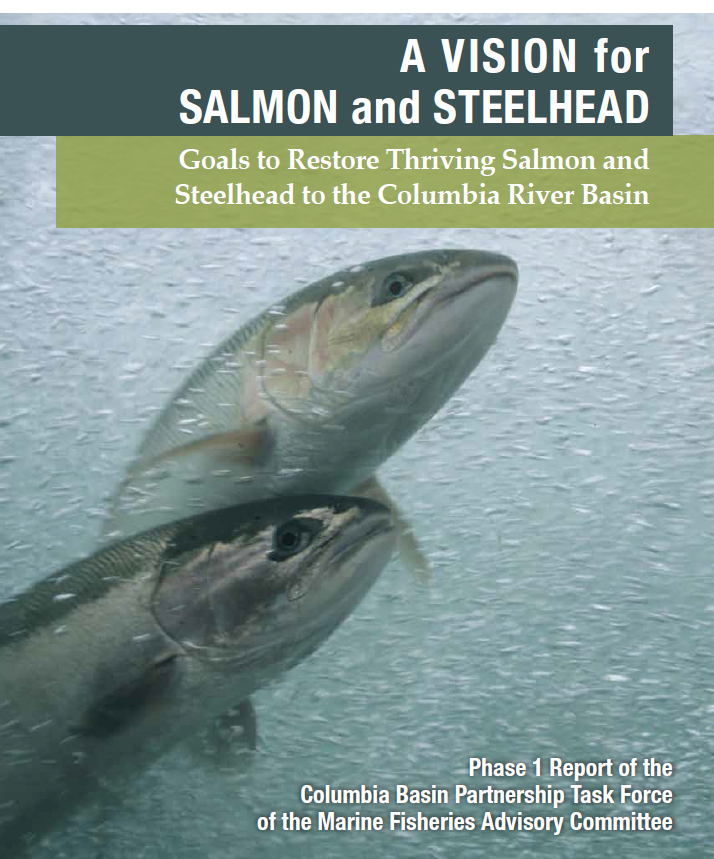 A VISION for
SALMON and STEELHEAD
Goals to Restore Thriving Salmon and
Steelhead to the Columbia River Basin
Phase 1 Report of the
Columbia Basin Partnership Task Force
of the Marine Fisheries Advisory Committee